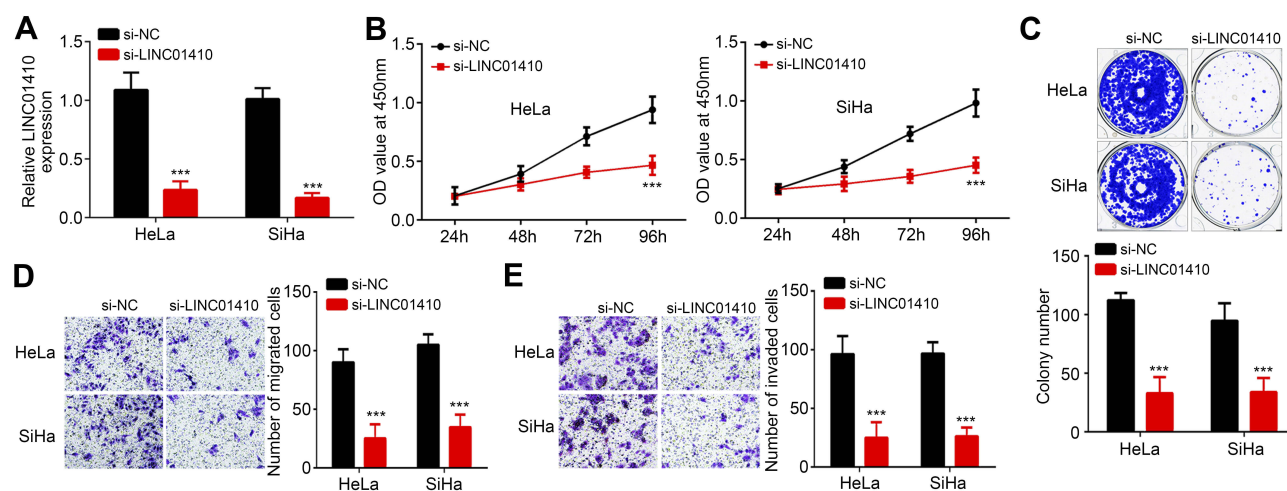 A
si-NC
si-LINC01410
Relative LINC01410
expression
1.5
1.0
0.5
0.0
***
***
HeLa
SiHa
B
si-NC
si-LINC01410
OD value at 450nm
1.5
1.0
0.5
0.0
HeLa
***
24h
48h
72h
96h
si-NC
si-LINC01410
OD value at 450nm
1.5
1.0
0.5
0.0
SiHa
***
24h
48h
72h
96h
C
si-NC
si-LINC01410
HeLa
SiHa
si-NC
si-LINC01410
Colony number
150
100
50
0
***
***
HeLa
SiHa
D
si-NC
si-LINC01410
HeLa
SiHa
si-NC
si-LINC01410
Number of migrated cells
150
100
50
0
***
***
HeLa
SiHa
E
si-NC
si-LINC01410
HeLa
SiHa
si-NC
si-LINC01410
Number of invaded cells
150
100
50
0
***
***
HeLa
SiHa